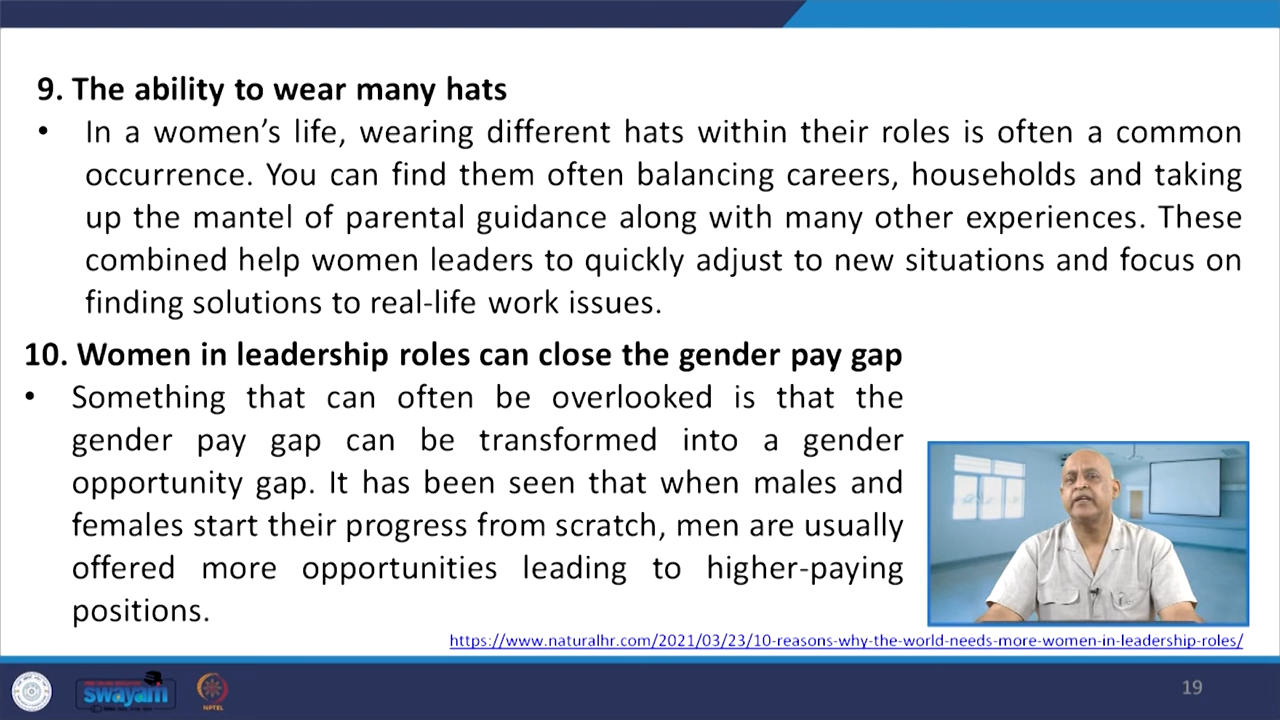 9. The ability to wear many hats
• In a women's life, wearing different hats within their roles is often a common
occurrence. You can find them often balancing careers, households and taking
up the mantel of parental guidance along with many other experiences. These
combined help women leaders to quickly adjust to new situations and focus on
finding solutions to real-life work issues.
10. Women in leadership roles can close the gender pay gap
• Something that can often be overlooked is that the
gender pay gap can be transformed into a gender
opportunity gap. It has been seen that when males and
females start their progress from scratch, men are usually
offered more opportunities leading to higher-paying
positions.
https://www.naturalhr.com/2021/03/23/10-reasons-why-the-world-needs-more-women-in-leadership-roles/
swayam
NPTEL
19